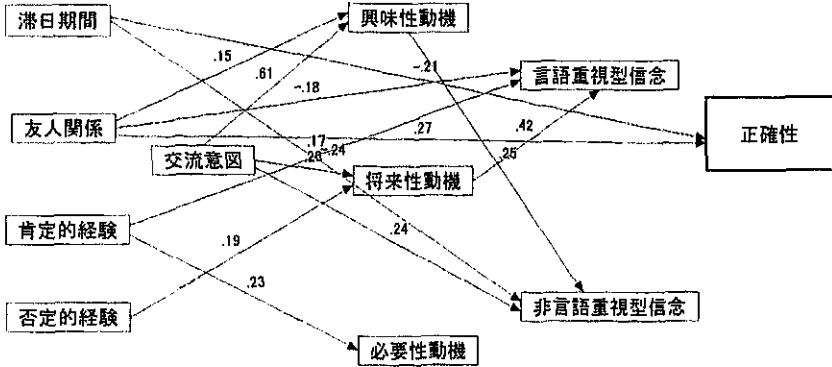 滞日期間
興味性動機
.15
.61
-.21
言語重視型信念
-.18
友人関係
.27
.42
正確性
.17
交流意図
-.24
.25
将来性動機
肯定的経験
.19
.24
.23
否定的経験
非言語重視型信念
必要性動機